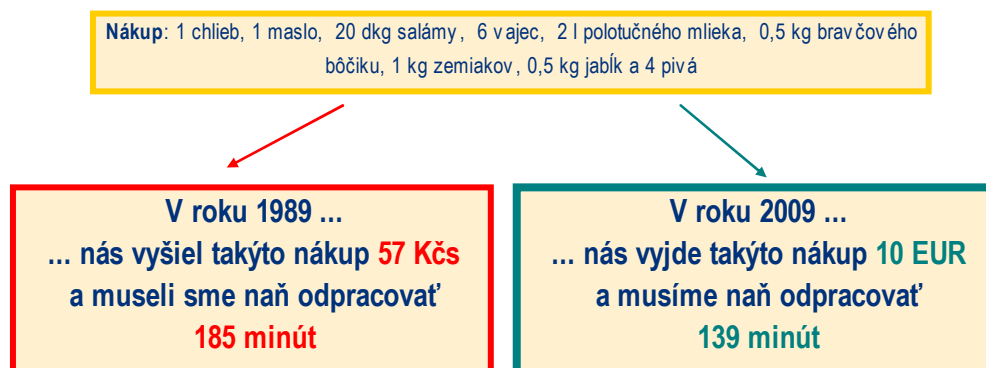 Nákup: 1 chlieb, 1 maslo, 20 dkg salámy, 6 vajec, 2 l polotučného mlieka, 0,5 kg bravčového
bôčiku, 1 kg zemiakov, 0,5 kg jabĺk a 4 pivá
V roku 1989 ...
... nás vyšiel takýto nákup 57 Kčs
a museli sme naň odpracovať
185 minút
V roku 2009 ...
... nás vyjde takýto nákup 10 EUR
a musíme naň odpracovať
139 minút